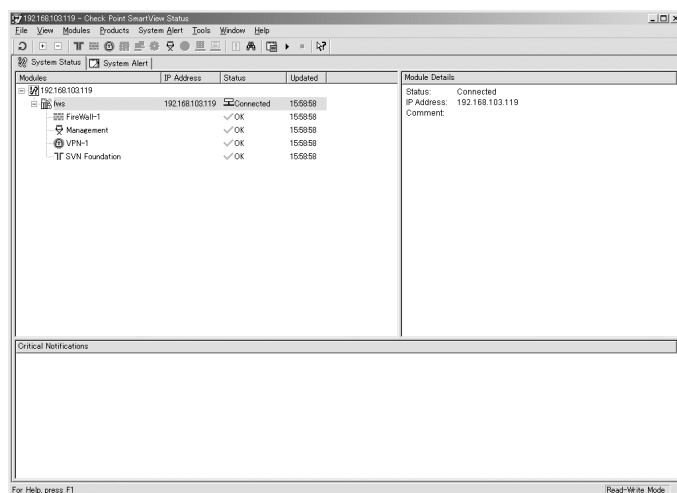 192.168.103.119 - Check Point SmartView Status
File View Modules Products System Alert Tools Window Help
System Status System Alert
Modules IP Address Status Updated
192.168.103.119
fws 192.168.103.119 Connected 15:58:58
FireWall-1 OK 15:58:58
Management OK 15:58:58
VPN-1 OK 15:58:58
SVN Foundation OK 15:58:58
Module Details
Status: Connected
IP Address: 192.168.103.119
Comment:
Critical Notifications
For Help, press F1 Read-Write Mode